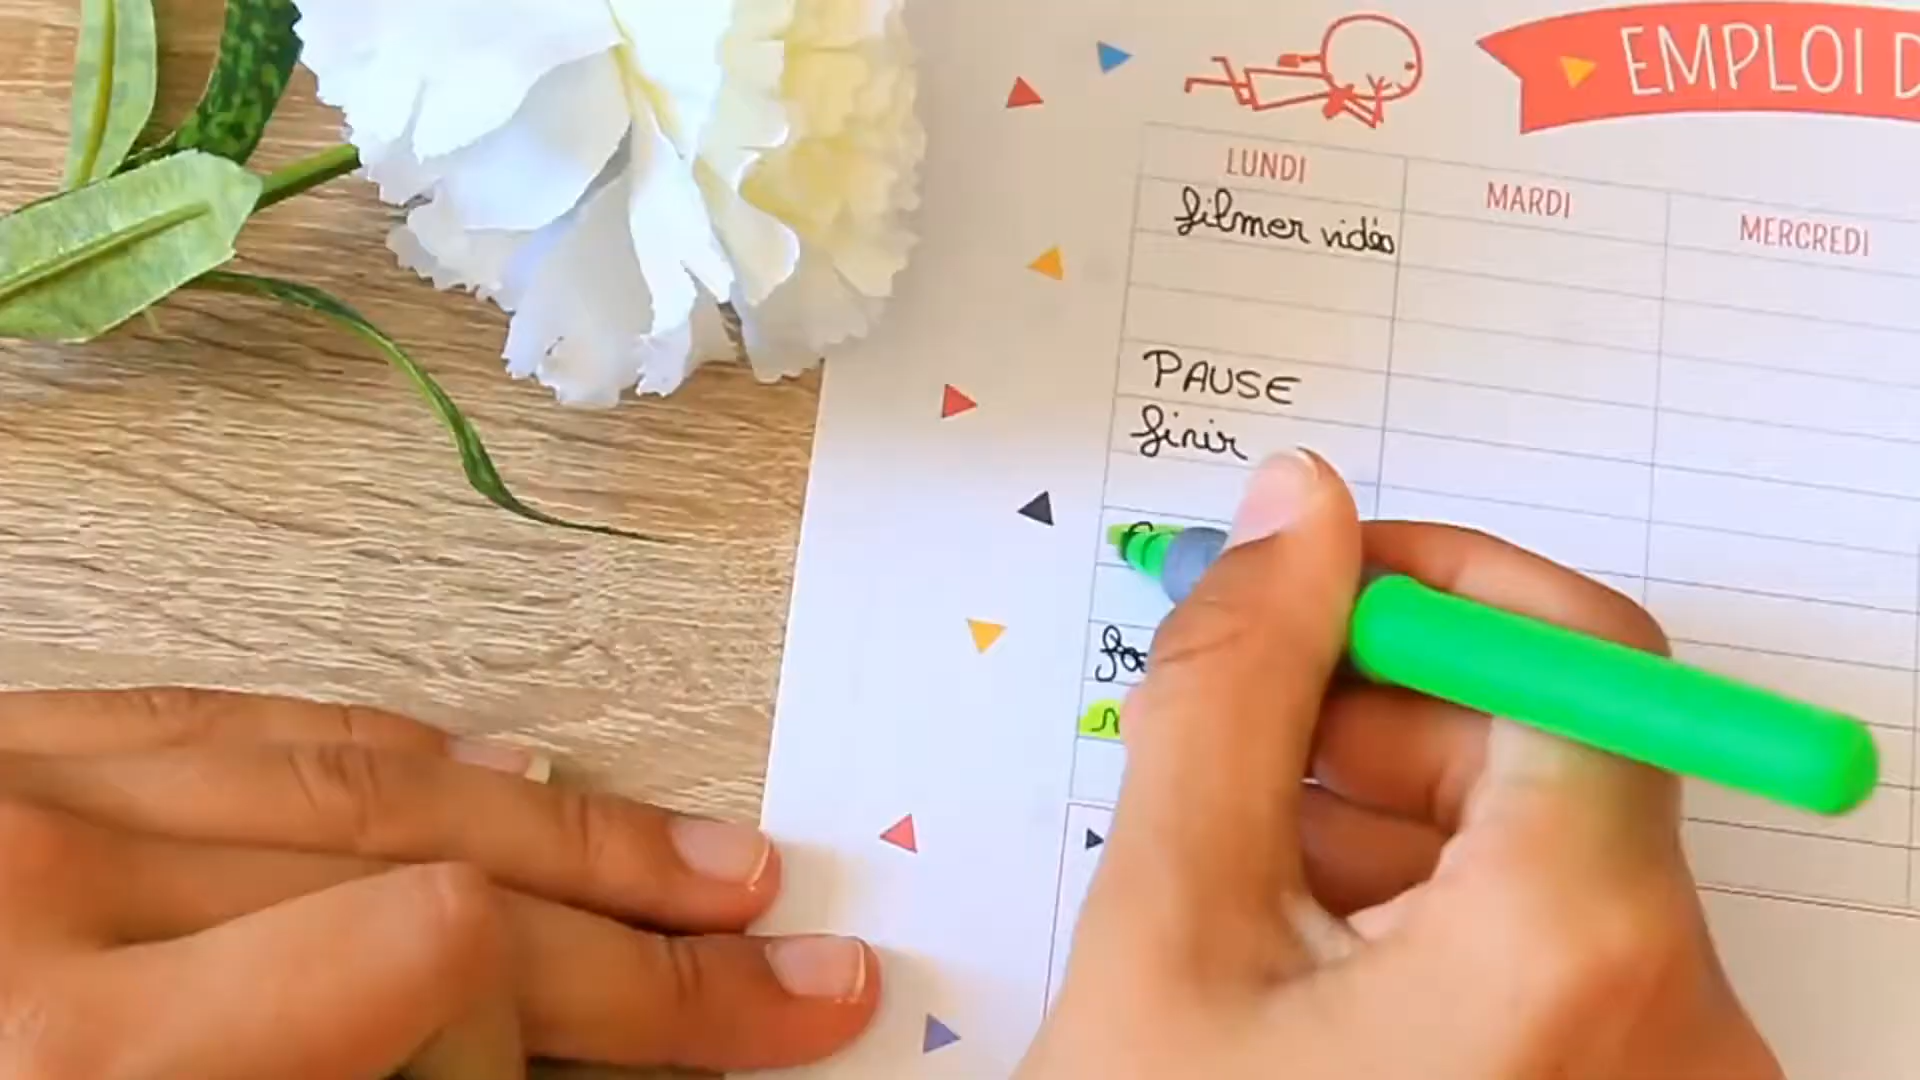 EMPLOI D
LUNDI
MARDI
MERCREDI
filmer vidéo
PAUSE
finir